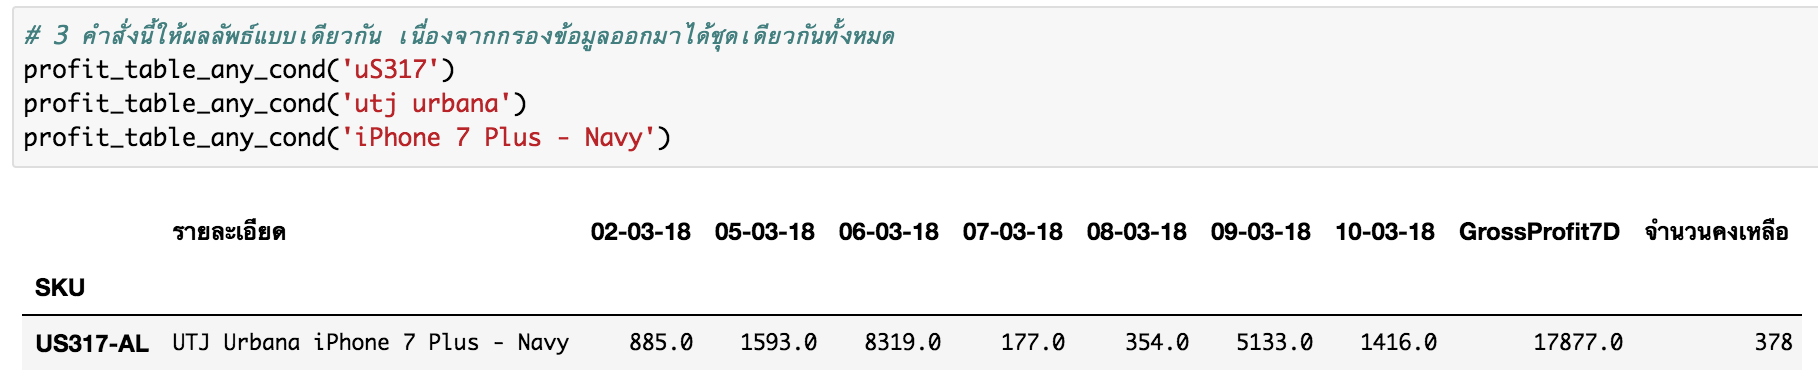 # 3 คำสั่งนี้ให้ผลลัพธ์แบบเดียวกัน เนื่องจากกรองข้อมูลออกมาได้ชุดเดียวกันทั้งหมด
profit_table_any_cond('uS317')
profit_table_any_cond('utj urbana')
profit_table_any_cond('iPhone 7 Plus - Navy')
รายละเอียด 02-03-18 05-03-18 06-03-18 07-03-18 08-03-18 09-03-18 10-03-18 GrossProfit7D จำนวนคงเหลือ
SKU
US317-AL UTJ Urbana iPhone 7 Plus - Navy 885.0 1593.0 8319.0 177.0 354.0 5133.0 1416.0 17877.0 378